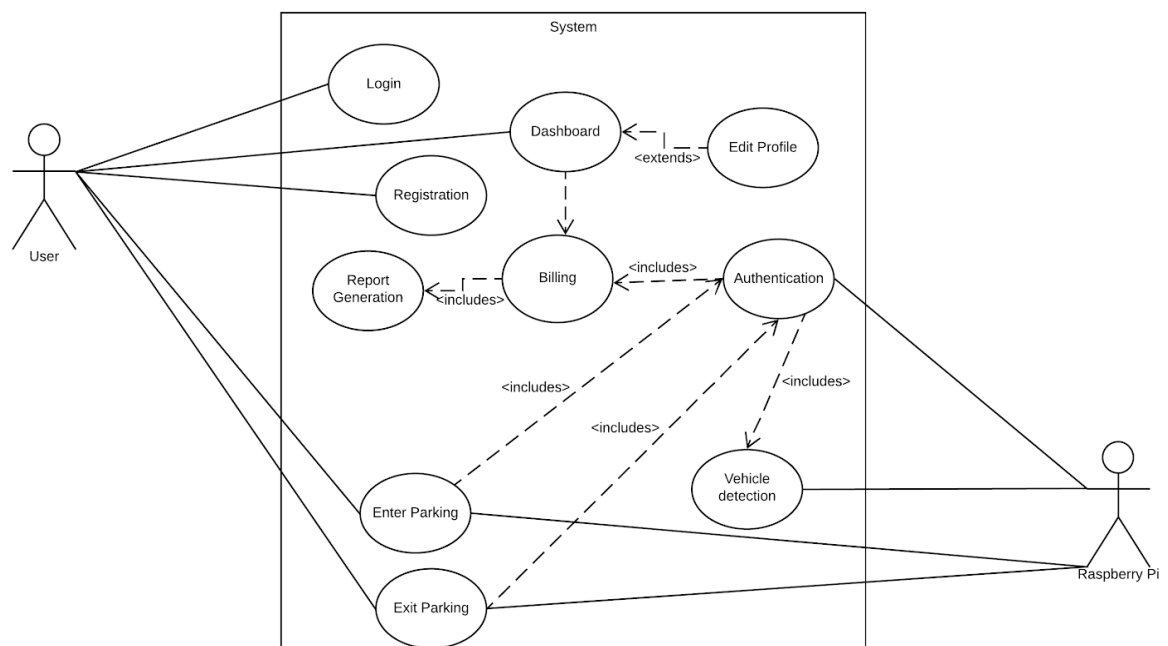 System
Login
Dashboard
Edit Profile
<extends>
Registration
User
Report
Generation
<includes>
Billing
<includes>
Authentication
<includes>
<includes>
<includes>
Vehicle
detection
Enter Parking
Exit Parking
Raspberry Pi